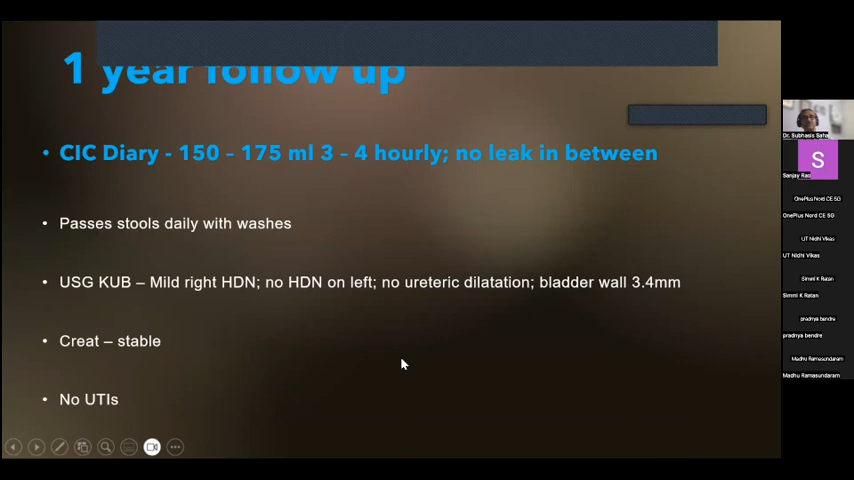 1 year follow up
• CIC Diary - 150 – 175 ml 3 – 4 hourly; no leak in between
• Passes stools daily with washes
• USG KUB – Mild right HDN; no HDN on left; no ureteric dilatation; bladder wall 3.4mm
• Creat – stable
• No UTIs
Dr. Subhasis Saha
S
Sanjay Rao
OnePlus Nord CE 5G
OnePlus Nord CE 5G
UT Nidhi Vikas
UT Nidhi Vikas
Simmi K Ratan
Simmi K Ratan
pradnya bendre
pradnya bendre
Madhu Ramasundaram
Madhu Ramasundaram